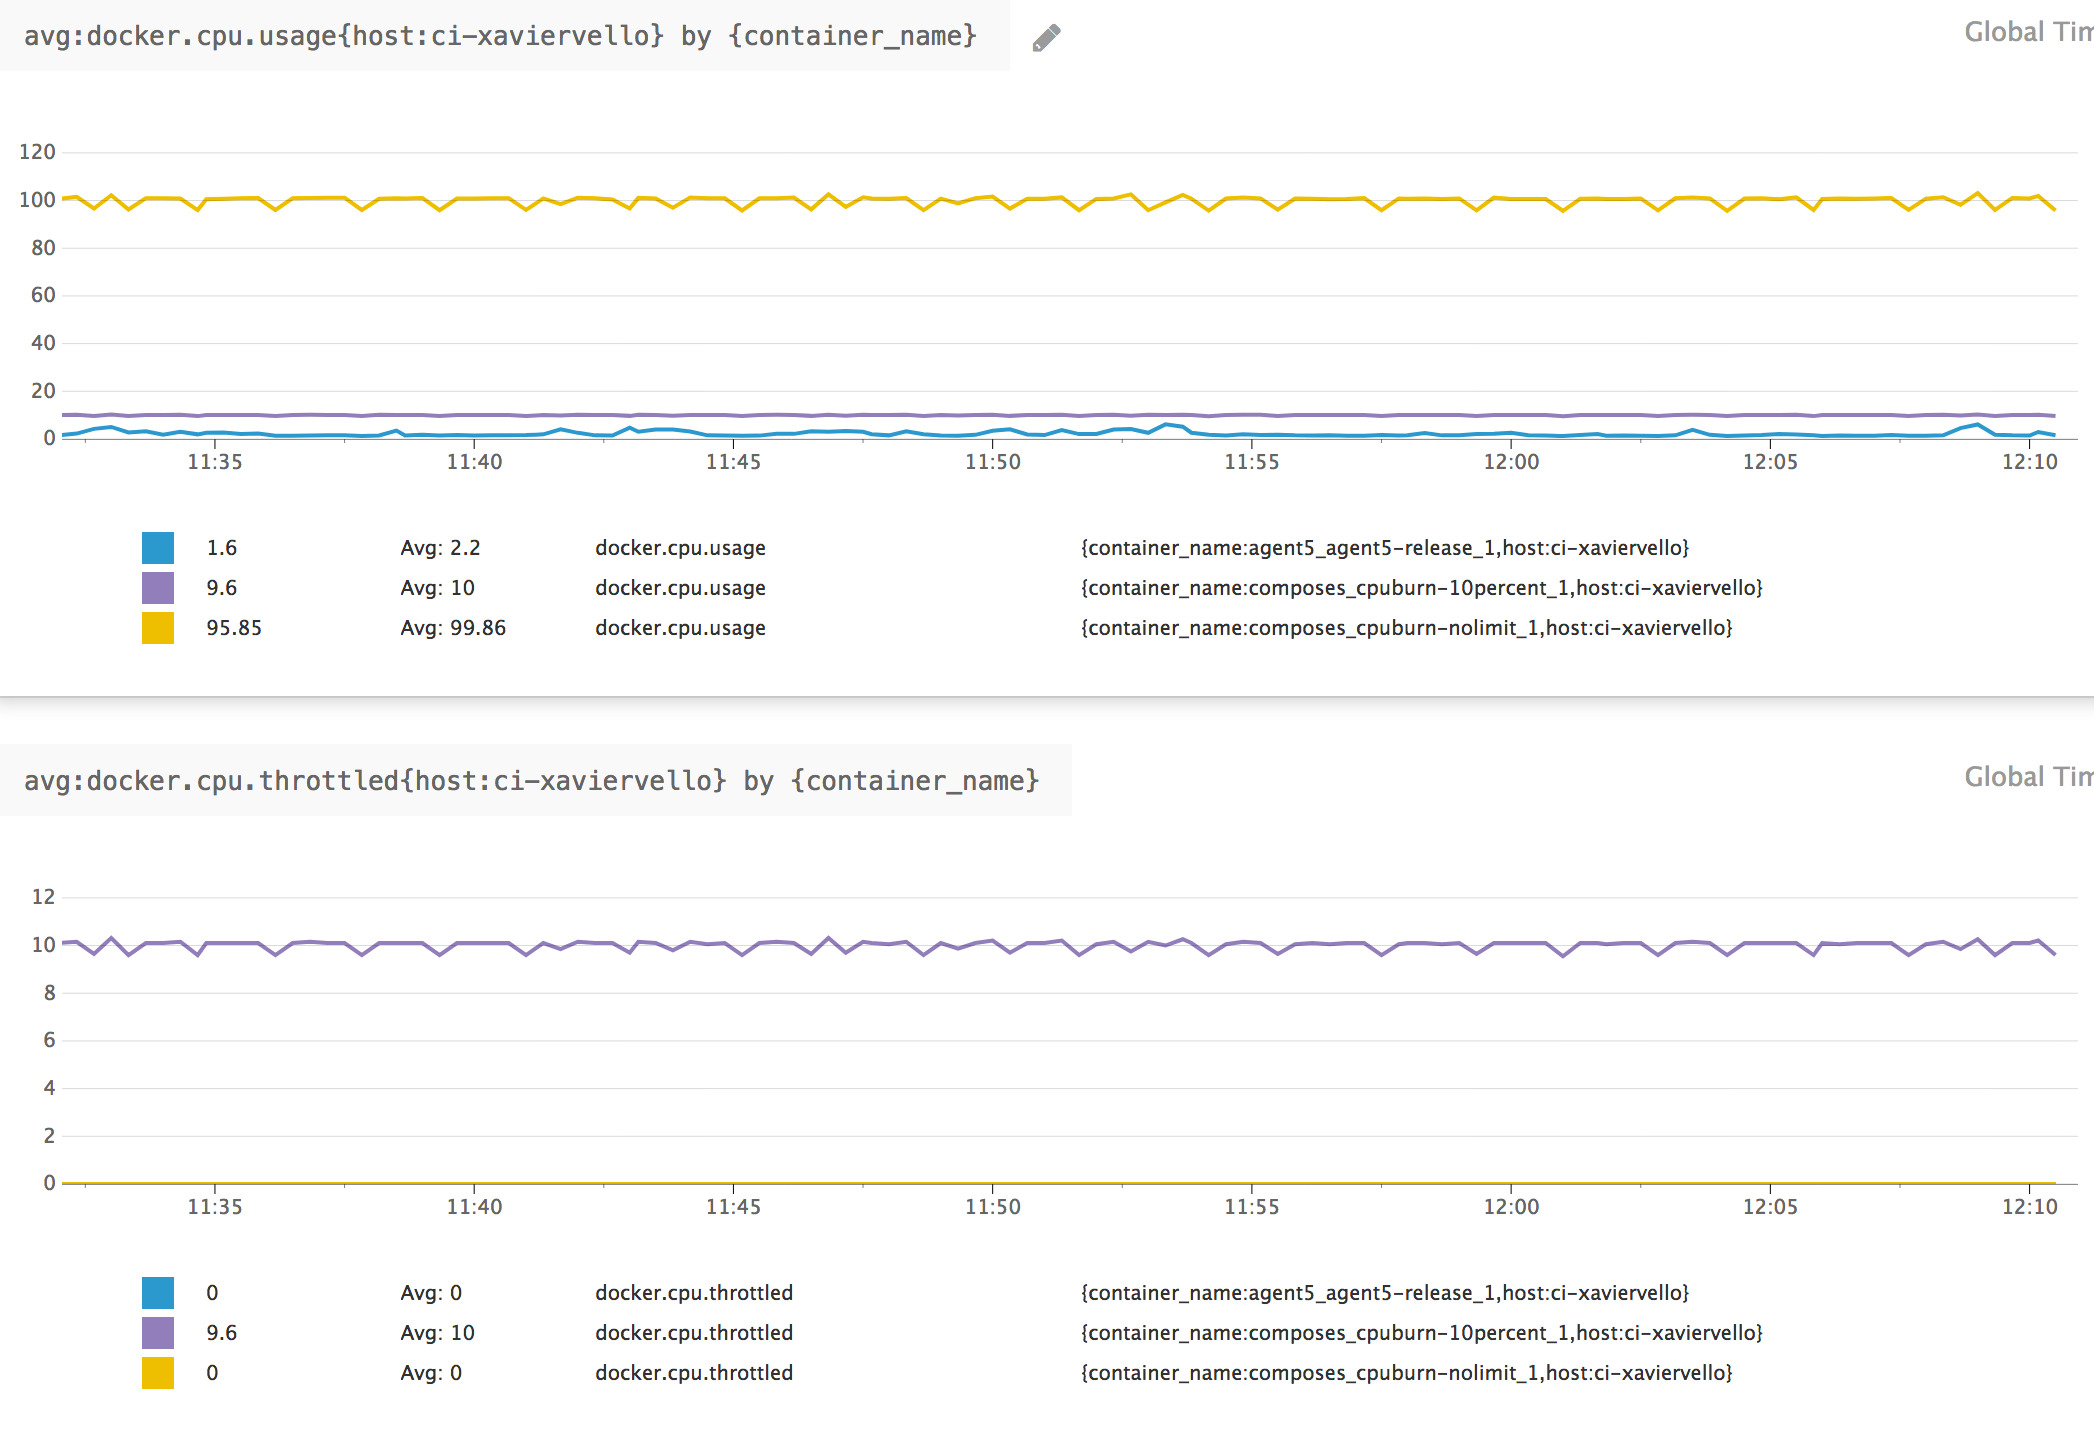 avg:docker.cpu.usage{host:ci-xaviervello} by {container_name}
Global Tim
120
100
80
60
40
20
0
11:35 11:40 11:45 11:50 11:55 12:00 12:05 12:10
1.6 Avg: 2.2 docker.cpu.usage {container_name:agent5_agent5-release_1,host:ci-xaviervello}
9.6 Avg: 10 docker.cpu.usage {container_name:composes_cpuburn-10percent_1,host:ci-xaviervello}
95.85 Avg: 99.86 docker.cpu.usage {container_name:composes_cpuburn-nolimit_1,host:ci-xaviervello}
avg:docker.cpu.throttled{host:ci-xaviervello} by {container_name}
Global Tim
12
10
8
6
4
2
0
11:35 11:40 11:45 11:50 11:55 12:00 12:05 12:10
0 Avg: 0 docker.cpu.throttled {container_name:agent5_agent5-release_1,host:ci-xaviervello}
9.6 Avg: 10 docker.cpu.throttled {container_name:composes_cpuburn-10percent_1,host:ci-xaviervello}
0 Avg: 0 docker.cpu.throttled {container_name:composes_cpuburn-nolimit_1,host:ci-xaviervello}